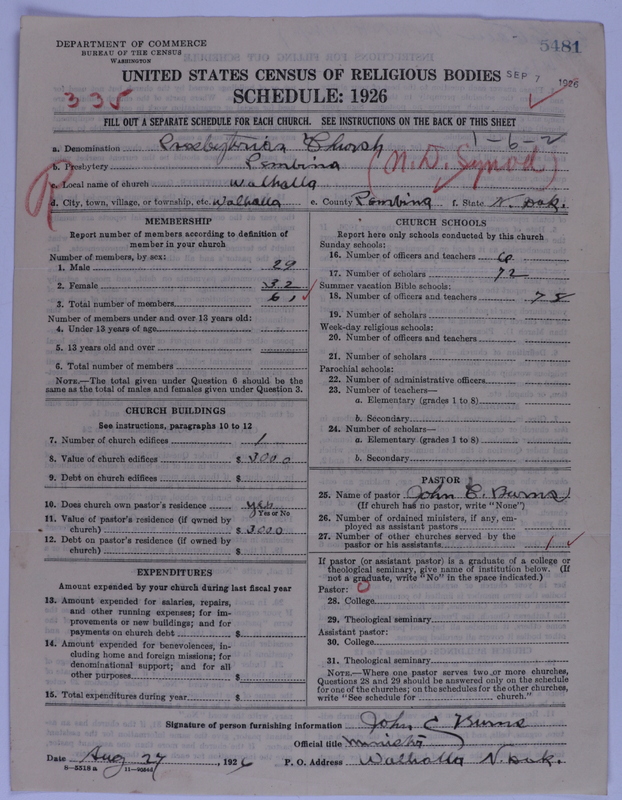 DEPARTMENT OF COMMERCE
BUREAU OF THE CENSUS
WASHINGTON
5481
UNITED STATES CENSUS OF RELIGIOUS BODIES
SEP 7 1926
335
SCHEDULE: 1926
FILL OUT A SEPARATE SCHEDULE FOR EACH CHURCH. SEE INSTRUCTIONS ON THE BACK OF THIS SHEET
1-6-2
a. Denomination Presbyterian Church
b. Presbytery Pembina
(N.D. Synod)
c. Local name of church Walhalla
d. City, town, village, or township, etc. Walhalla e. County Pembina f. State N. Dak.
MEMBERSHIP
Report number of members according to definition of member in your church
Number of members, by sex:
1. Male 29
2. Female 32
3. Total number of members 61
Number of members under and over 13 years old:
4. Under 13 years of age
5. 13 years old and over
6. Total number of members
NOTE.—The total given under Question 6 should be the same as the total of males and females given under Question 3.
CHURCH BUILDINGS
See instructions, paragraphs 10 to 12
7. Number of church edifices 1
8. Value of church edifices $ 3000
9. Debt on church edifices $
10. Does church own pastor's residence yes
Yes or No
11. Value of pastor's residence (if owned by church) $ 3000
12. Debt on pastor's residence (if owned by church) $
EXPENDITURES
Amount expended by your church during last fiscal year
13. Amount expended for salaries, repairs, and other running expenses; for improvements or new buildings; and for payments on church debt $
14. Amount expended for benevolences, including home and foreign missions; for denominational support; and for all other purposes $
15. Total expenditures during year $
CHURCH SCHOOLS
Report here only schools conducted by this church
Sunday schools:
16. Number of officers and teachers 6
17. Number of scholars 72
Summer vacation Bible schools:
18. Number of officers and teachers 78
19. Number of scholars
Week-day religious schools:
20. Number of officers and teachers
21. Number of scholars
Parochial schools:
22. Number of administrative officers
23. Number of teachers—
a. Elementary (grades 1 to 8)
b. Secondary
24. Number of scholars—
a. Elementary (grades 1 to 8)
b. Secondary
PASTOR
25. Name of pastor John C. Burns
(If church has no pastor, write "None")
26. Number of ordained ministers, if any, employed as assistant pastors
27. Number of other churches served by the pastor or his assistants 1
If pastor (or assistant pastor) is a graduate of a college or theological seminary, give name of institution below. (If not a graduate, write "No" in the space indicated.)
Pastor: 0
28. College
29. Theological seminary
Assistant pastor:
30. College
31. Theological seminary
NOTE.—Where one pastor serves two or more churches, Questions 28 and 29 should be answered only on the schedule for one of the churches; on the schedules for the other churches, write "See schedule for church."
Signature of person furnishing information John C Burns
Official title Minister
Date Aug 27, 1926 P. O. Address Walhalla N. Dak.
8-5518a